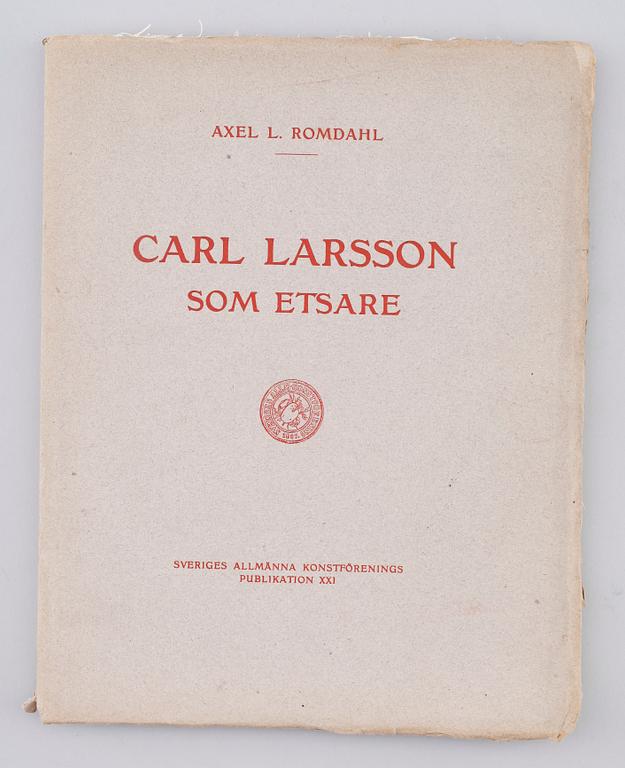 AXEL L. ROMDAHL
CARL LARSSON
SOM ETSARE
SVERIGES ALLMÄNNA KONSTFÖRENINGS
PUBLIKATION XXI